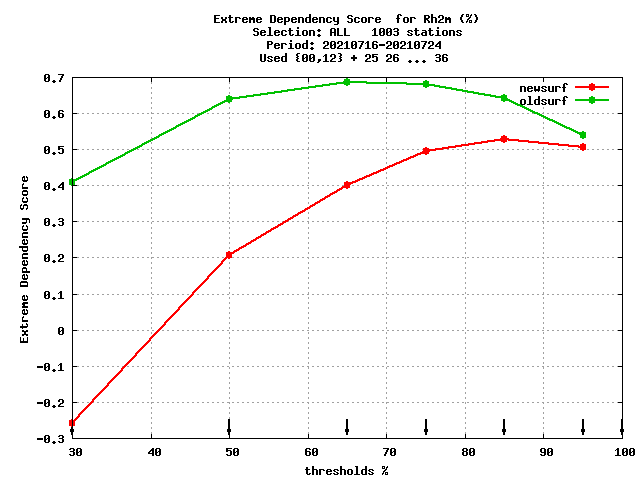 Extreme Dependency Score  for Rh2m (%)
Selection: ALL   1003 stations
Period: 20210716-20210724
Used {00,12} + 25 26 ... 36
newsurf
oldsurf
Extreme Dependency Score
0.7
0.6
0.5
0.4
0.3
0.2
0.1
0
-0.1
-0.2
-0.3
30 40 50 60 70 80 90 100
thresholds %